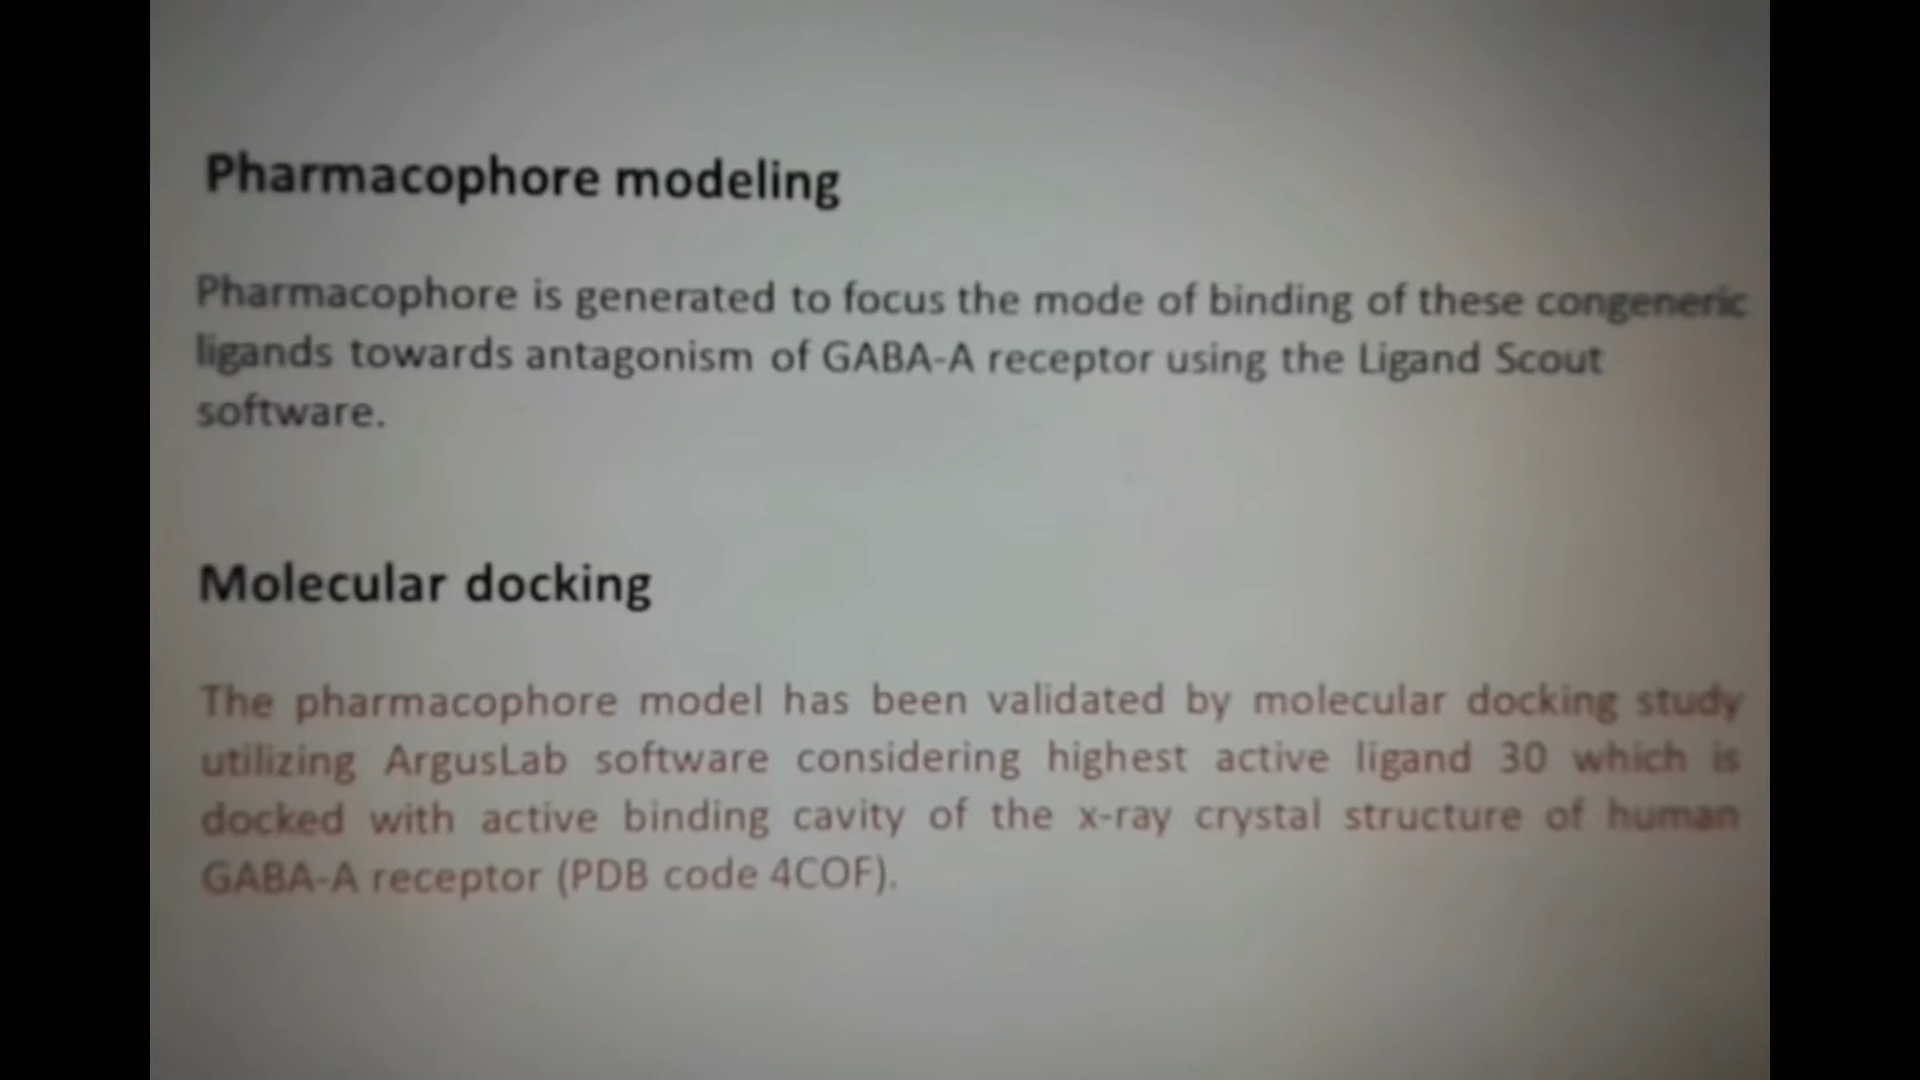 Pharmacophore modeling
Pharmacophore is generated to focus the mode of binding of these congeneric
ligands towards antagonism of GABA-A receptor using the Ligand Scout
software.
Molecular docking
The pharmacophore model has been validated by molecular docking study
utilizing ArgusLab software considering highest active ligand 30 which is
docked with active binding cavity of the x-ray crystal structure of human
GABA-A receptor (PDB code 4COF).